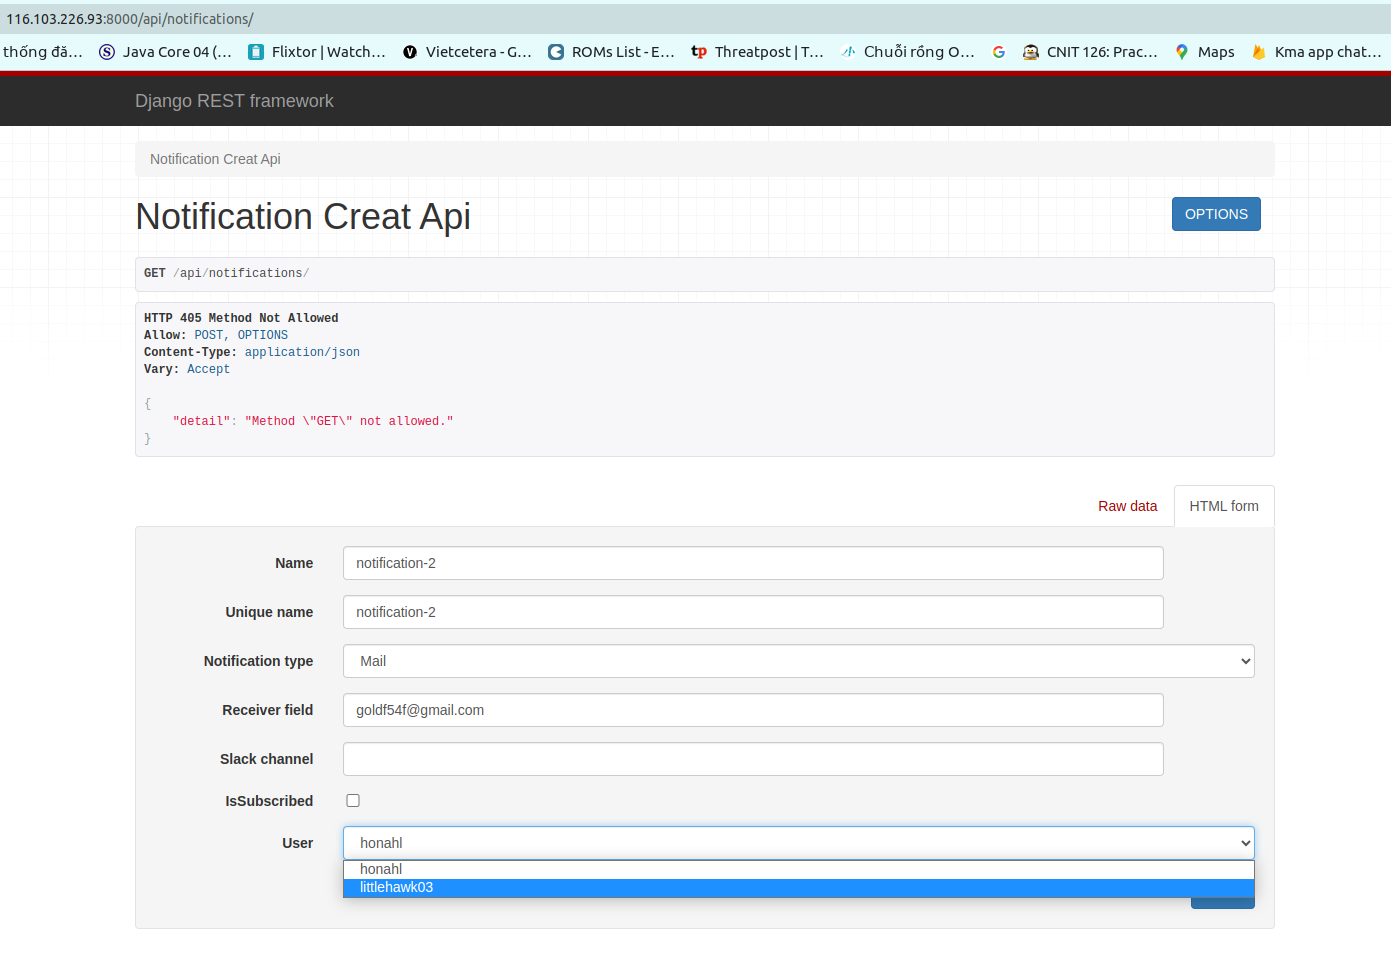 116.103.226.93:8000/api/notifications/
thống đă... Java Core 04 (... Flixtor | Watch... Vietcetera - G... ROMs List - E... Threatpost | T... Chuỗi rồng O... CNIT 126: Prac... Maps Kma app chat...
Django REST framework
Notification Creat Api
Notification Creat Api
OPTIONS
GET /api/notifications/
HTTP 405 Method Not Allowed
Allow: POST, OPTIONS
Content-Type: application/json
Vary: Accept
{
"detail": "Method \"GET\" not allowed."
}
Raw data HTML form
Name notification-2
Unique name notification-2
Notification type Mail
Receiver field goldf54f@gmail.com
Slack channel
IsSubscribed
User honahl
honahl
littlehawk03